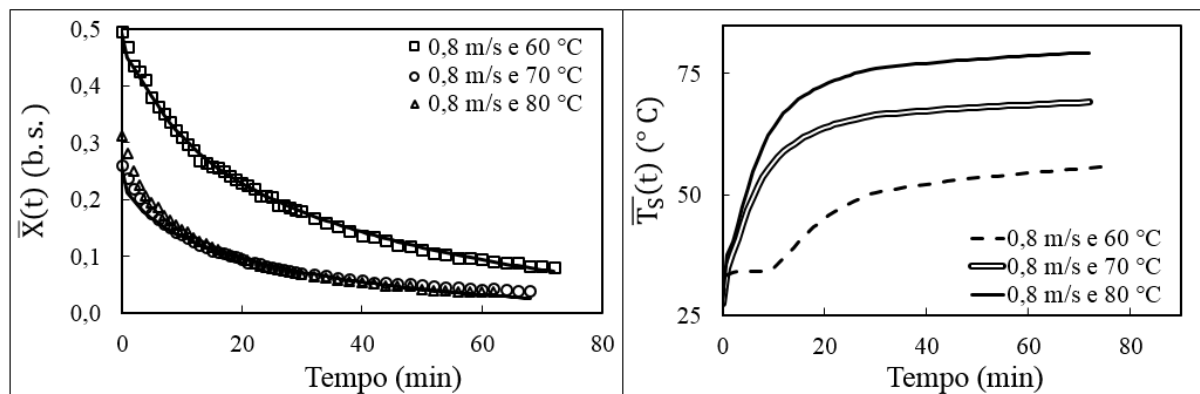 0,5
0,4
0,3
0,2
0,1
0,0
X̅(t) (b.s.)
0,8 m/s e 60 °C
0,8 m/s e 70 °C
0,8 m/s e 80 °C
0 20 40 60 80
Tempo (min)
75
50
25
T̅s(t) (° C)
0,8 m/s e 60 °C
0,8 m/s e 70 °C
0,8 m/s e 80 °C
0 20 40 60 80
Tempo (min)